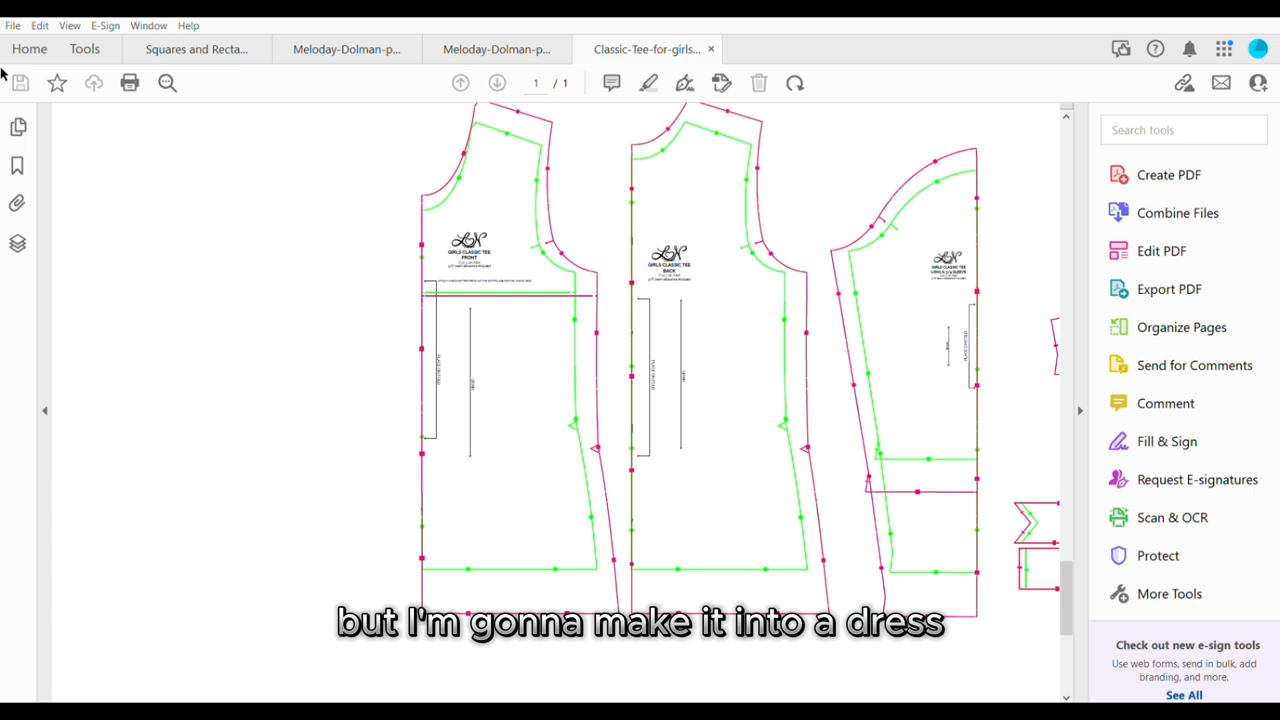 File Edit View E-Sign Window Help
Home Tools Squares and Recta... Meloday-Dolman-p... Meloday-Dolman-p... Classic-Tee-for-girls... ×
1 / 1
Search tools
Create PDF
Combine Files
Edit PDF
Export PDF
Organize Pages
Send for Comments
Comment
Fill & Sign
Request E-signatures
Scan & OCR
Protect
More Tools
Check out new e-sign tools
Use web forms, send in bulk, add
branding, and more.
See All
GIRLS CLASSIC TEE
FRONT
GIRLS CLASSIC TEE
BACK
GIRLS CLASSIC TEE
but I'm gonna make it into a dress